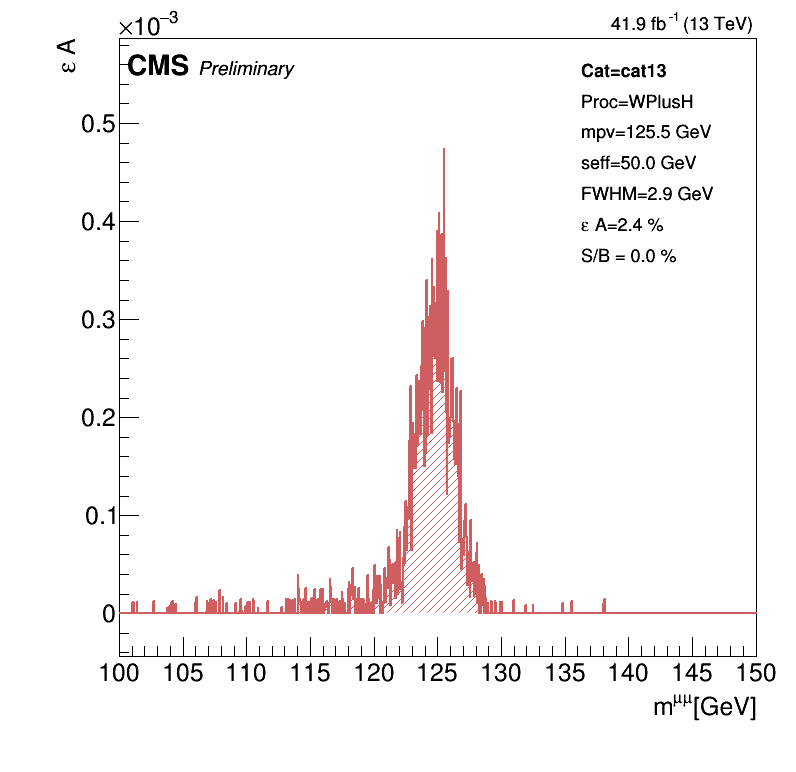 ×10⁻³
41.9 fb⁻¹ (13 TeV)
ε A
CMS Preliminary
Cat=cat13
Proc=WPlusH
mpv=125.5 GeV
seff=50.0 GeV
FWHM=2.9 GeV
ε A=2.4 %
S/B = 0.0 %
0.5
0.4
0.3
0.2
0.1
0
100 105 110 115 120 125 130 135 140 145 150
m^μμ[GeV]